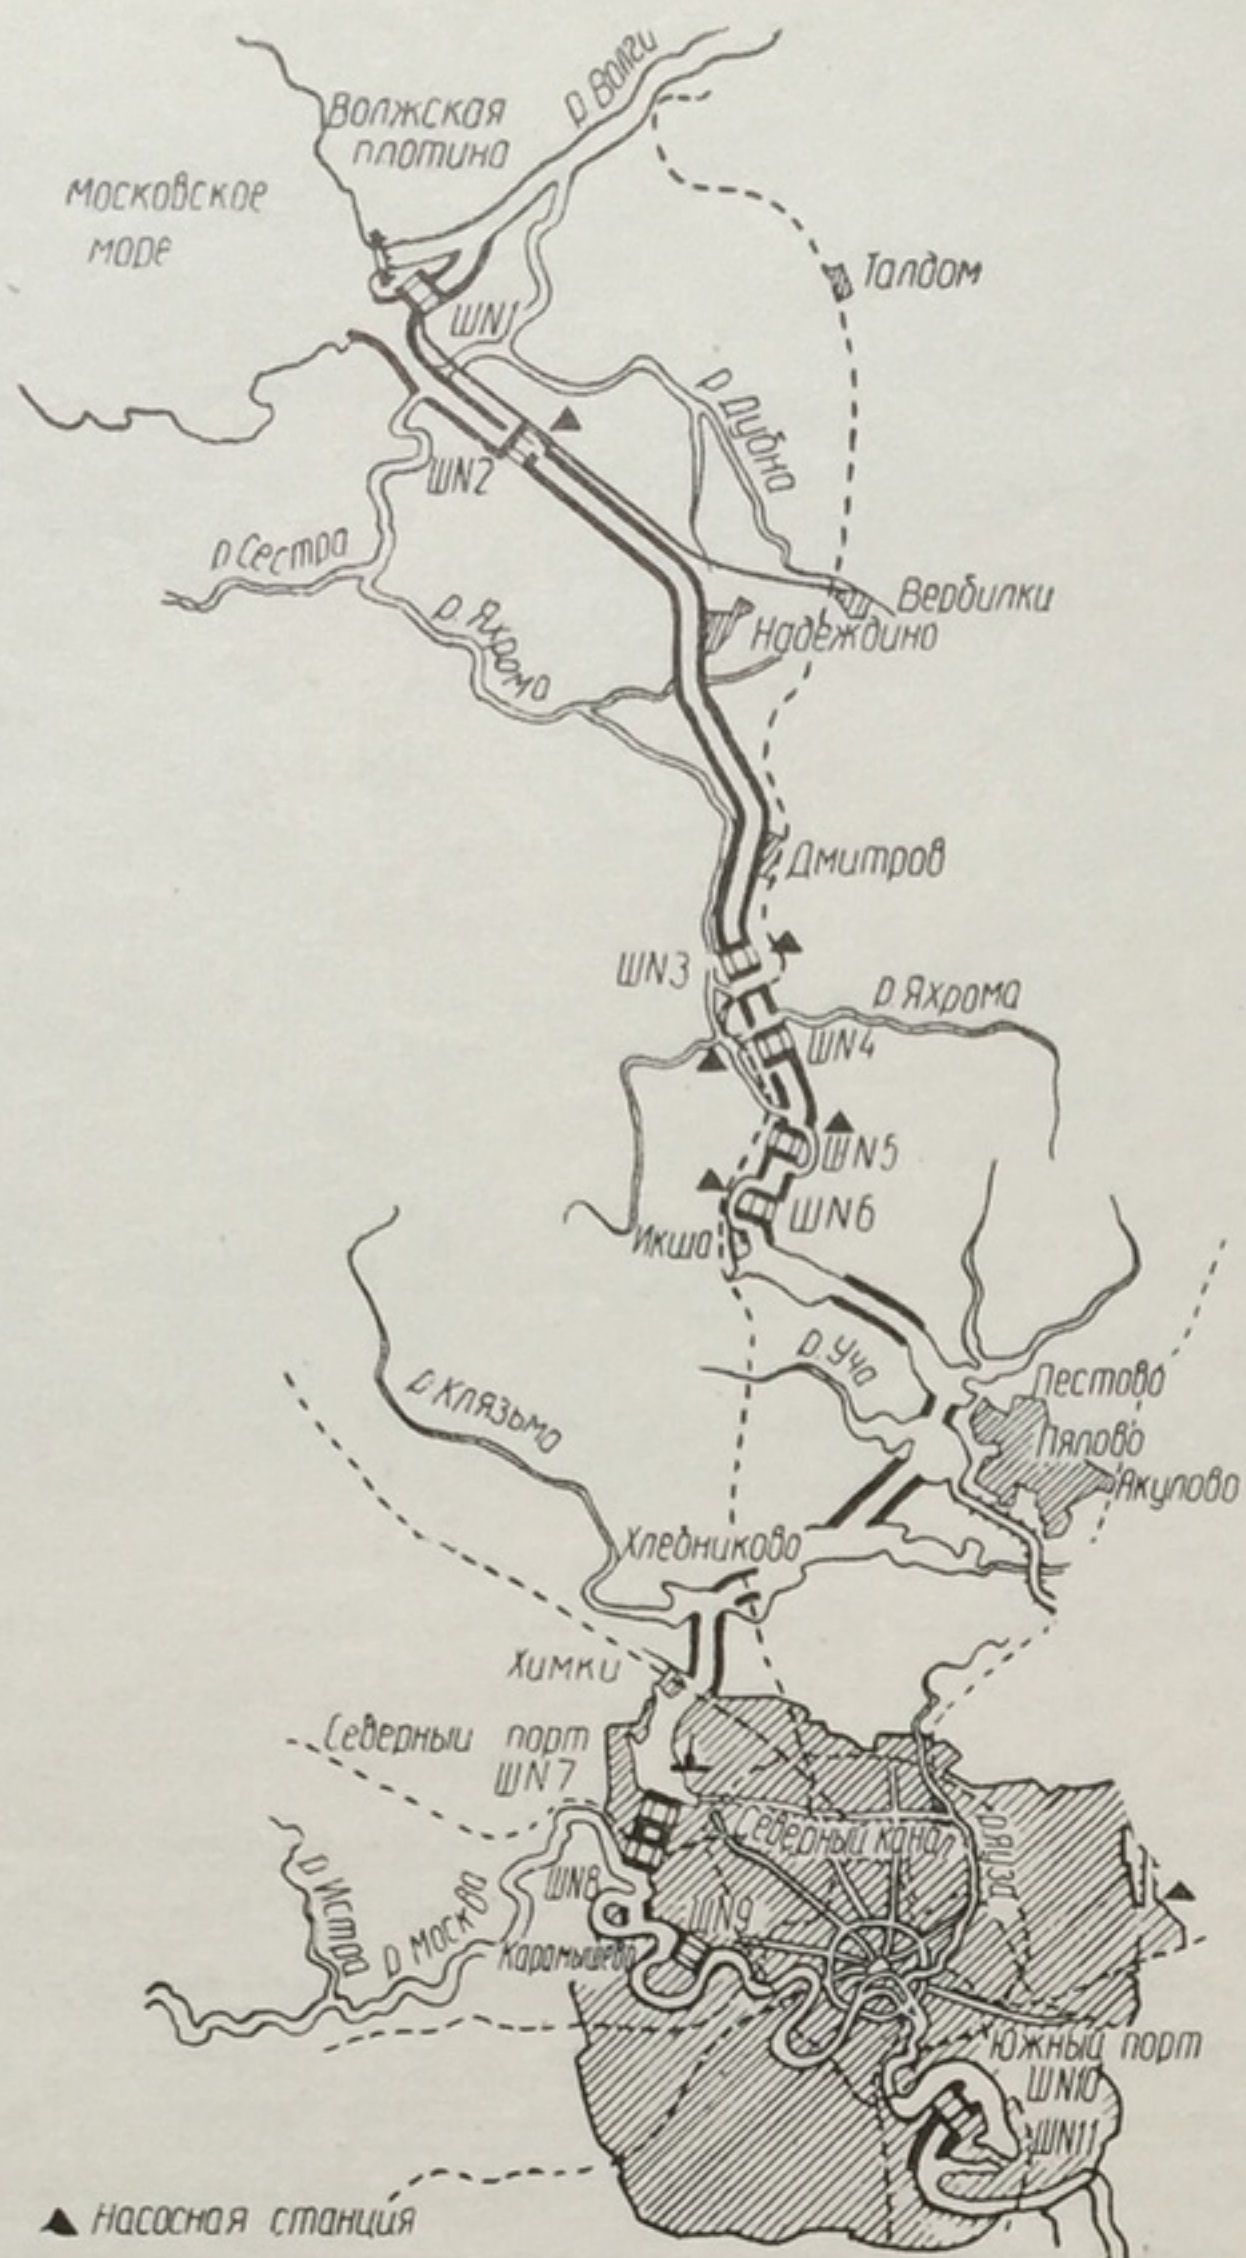 р. Волги
Волжская
плотина
Московское
море
Талдом
ШN1
р. Дубна
ШN2
р. Сестра
р. Яхрома
Вербилки
Надеждино
Дмитров
ШN3
р. Яхрома
ШN4
ШN5
ШN6
Икша
р. Уча
Пестово
р. Клязьма
Пялово
Акулово
Хлебниково
Химки
Северный порт
ШN7
Северный канал
р. Яуза
р. Истра
р. Москва
ШN8
ШN9
Карамышево
Южный порт
ШN10
ШN11
Насосная станция